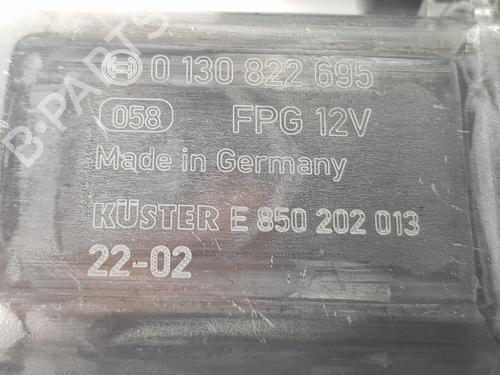 0 130 822 695
058 FPG 12V
Made in Germany
KÜSTER E 850 202 013
22-02
B-PARTS